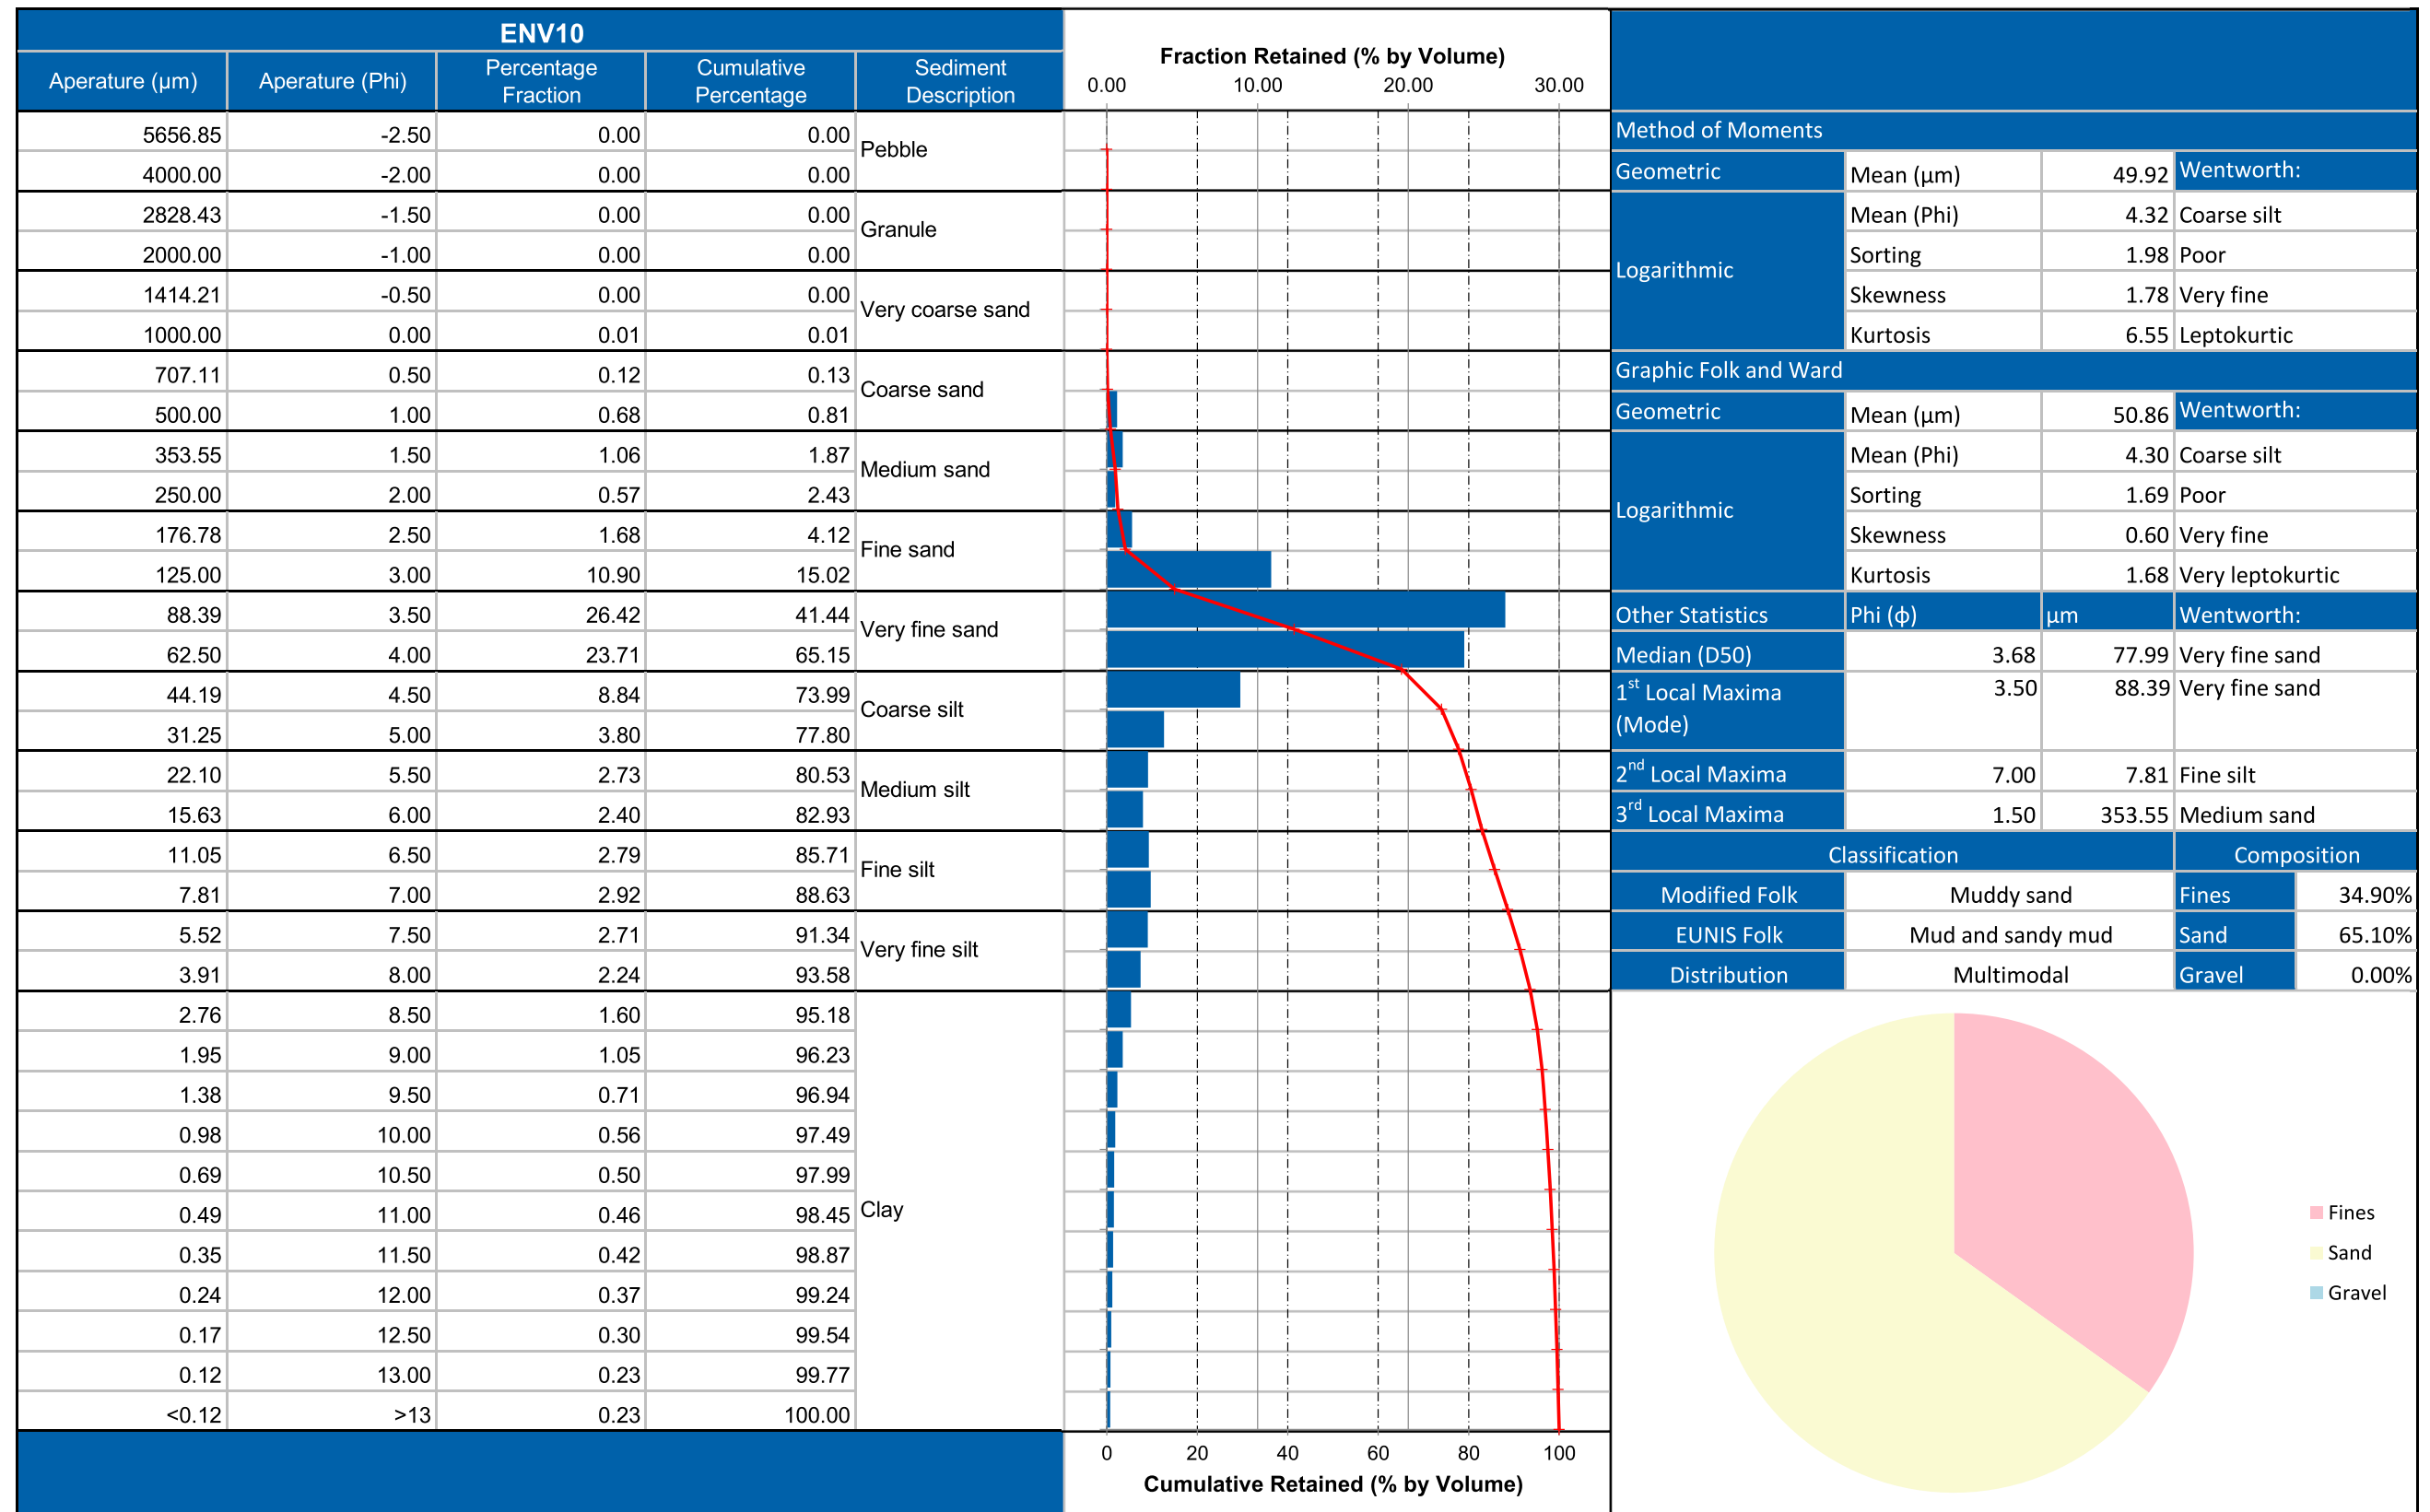 ENV10
Aperature (µm) Aperature (Phi) Percentage Fraction Cumulative Percentage Sediment Description
5656.85 -2.50 0.00 0.00 Pebble
4000.00 -2.00 0.00 0.00
2828.43 -1.50 0.00 0.00 Granule
2000.00 -1.00 0.00 0.00
1414.21 -0.50 0.00 0.00 Very coarse sand
1000.00 0.00 0.01 0.01
707.11 0.50 0.12 0.13 Coarse sand
500.00 1.00 0.68 0.81
353.55 1.50 1.06 1.87 Medium sand
250.00 2.00 0.57 2.43
176.78 2.50 1.68 4.12 Fine sand
125.00 3.00 10.90 15.02
88.39 3.50 26.42 41.44 Very fine sand
62.50 4.00 23.71 65.15
44.19 4.50 8.84 73.99 Coarse silt
31.25 5.00 3.80 77.80
22.10 5.50 2.73 80.53 Medium silt
15.63 6.00 2.40 82.93
11.05 6.50 2.79 85.71 Fine silt
7.81 7.00 2.92 88.63
5.52 7.50 2.71 91.34 Very fine silt
3.91 8.00 2.24 93.58
2.76 8.50 1.60 95.18
1.95 9.00 1.05 96.23
1.38 9.50 0.71 96.94
0.98 10.00 0.56 97.49
0.69 10.50 0.50 97.99
0.49 11.00 0.46 98.45 Clay
0.35 11.50 0.42 98.87
0.24 12.00 0.37 99.24
0.17 12.50 0.30 99.54
0.12 13.00 0.23 99.77
<0.12 >13 0.23 100.00
Fraction Retained (% by Volume)
0.00 10.00 20.00 30.00
0 20 40 60 80 100
Cumulative Retained (% by Volume)
Method of Moments
Geometric Mean (µm) 49.92 Wentworth:
Logarithmic
Mean (Phi) 4.32 Coarse silt
Sorting 1.98 Poor
Skewness 1.78 Very fine
Kurtosis 6.55 Leptokurtic
Graphic Folk and Ward
Geometric Mean (µm) 50.86 Wentworth:
Logarithmic
Mean (Phi) 4.30 Coarse silt
Sorting 1.69 Poor
Skewness 0.60 Very fine
Kurtosis 1.68 Very leptokurtic
Other Statistics Phi (ϕ) µm Wentworth:
Median (D50) 3.68 77.99 Very fine sand
1st Local Maxima 3.50 88.39 Very fine sand
(Mode)
2nd Local Maxima 7.00 7.81 Fine silt
3rd Local Maxima 1.50 353.55 Medium sand
Classification Composition
Modified Folk Muddy sand Fines 34.90%
EUNIS Folk Mud and sandy mud Sand 65.10%
Distribution Multimodal Gravel 0.00%
Fines
Sand
Gravel